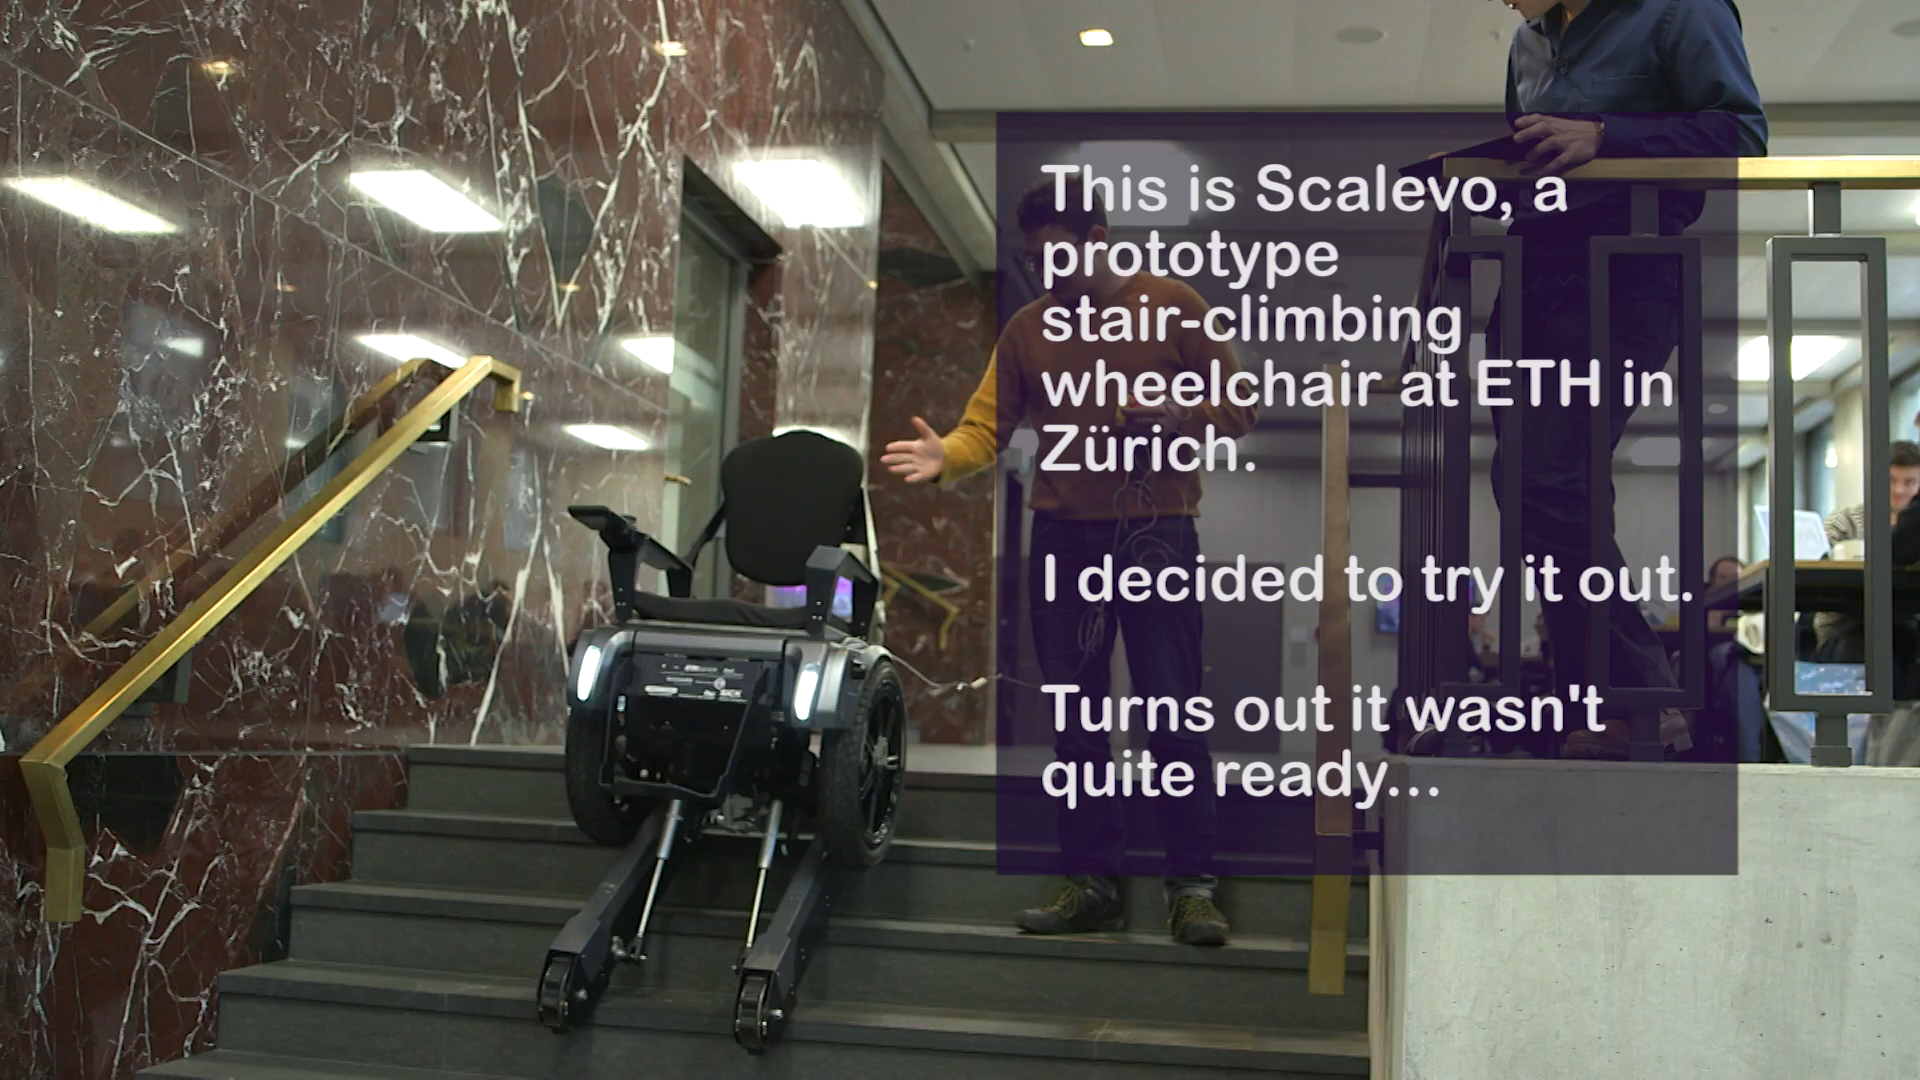 This is Scalevo, a
prototype
stair-climbing
wheelchair at ETH in
Zürich.
I decided to try it out.
Turns out it wasn't
quite ready...